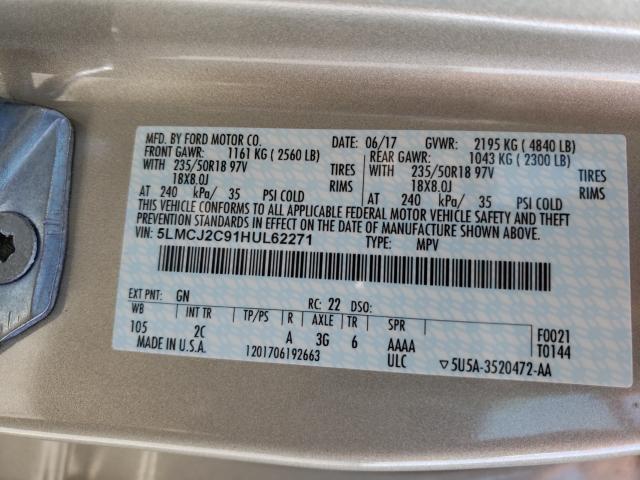 MFD. BY FORD MOTOR CO. DATE: 06/17 GVWR: 2195 KG ( 4840 LB)
FRONT GAWR: 1161 KG ( 2560 LB) REAR GAWR: 1043 KG ( 2300 LB)
WITH 235/50R18 97V TIRES WITH 235/50R18 97V TIRES
18X8.0J RIMS 18X8.0J RIMS
AT 240 kPa/ 35 PSI COLD AT 240 kPa/ 35 PSI COLD
THIS VEHICLE CONFORMS TO ALL APPLICABLE FEDERAL MOTOR VEHICLE SAFETY AND THEFT
PREVENTION STANDARDS IN EFFECT ON THE DATE OF MANUFACTURE SHOWN ABOVE.
VIN: 5LMCJ2C91HUL62271 TYPE: MPV
EXT PNT: GN RC: 22 DSO:
WB INT TR TP/PS R AXLE TR SPR F0021
105 2C A 3G 6 AAAA T0144
MADE IN U.S.A. 1201706192663 ULC ▽5U5A-3520472-AA